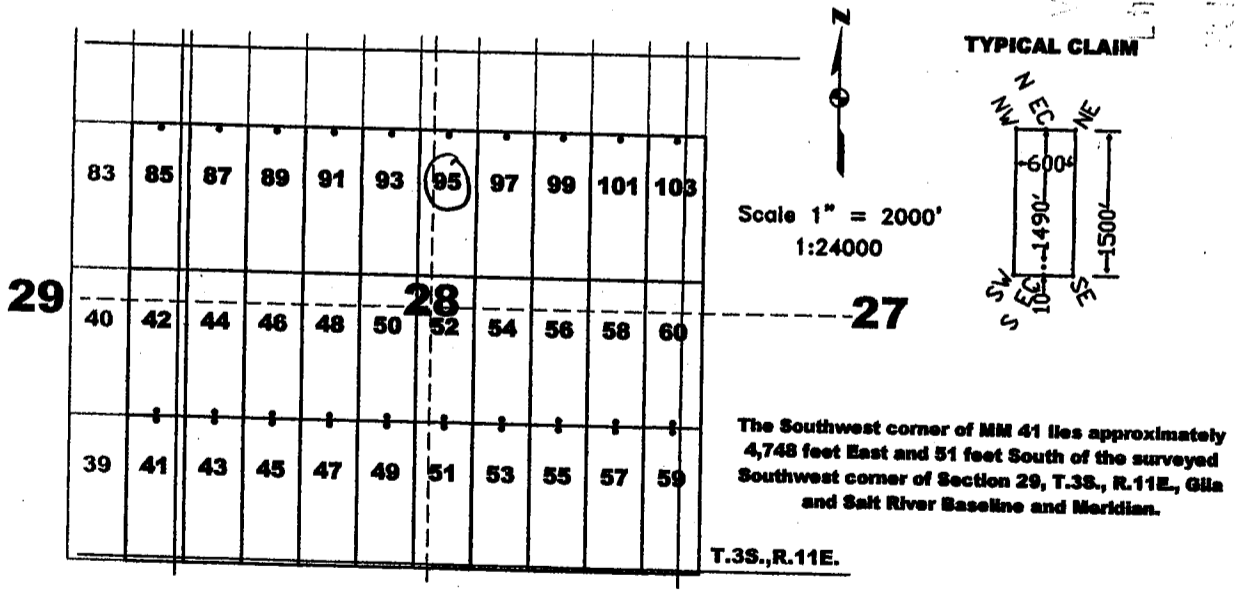 N
TYPICAL CLAIM
NW
N EC
NE
600'
1490'
1500'
10'
SW
S EC
SE
83 85 87 89 91 93 95 97 99 101 103
Scale 1" = 2000'
1:24000
29
28
27
40 42 44 46 48 50 52 54 56 58 60
39 41 43 45 47 49 51 53 55 57 59
The Southwest corner of MM 41 lies approximately
4,748 feet East and 51 feet South of the surveyed
Southwest corner of Section 29, T.3S., R.11E., Gila
and Salt River Baseline and Meridian.
T.3S.,R.11E.